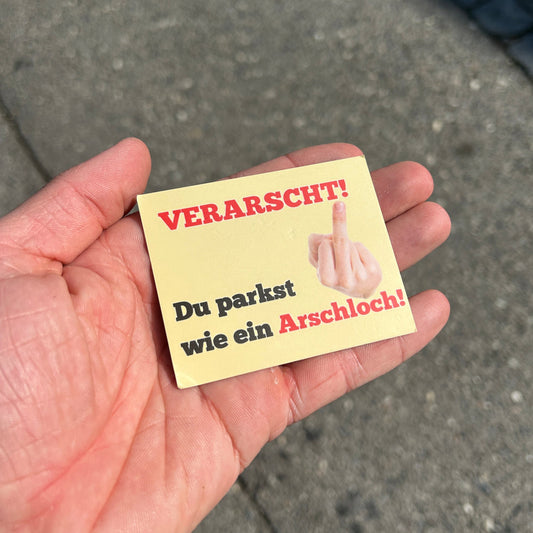 VERARSCHT!
Du parkst
wie ein Arschloch!